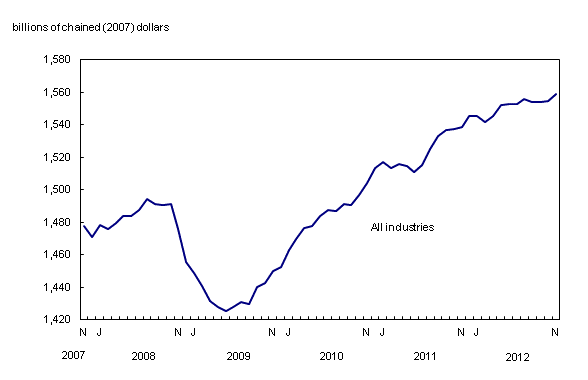 billions of chained (2007) dollars
1,580
1,560
1,540
1,520
1,500
1,480
1,460
1,440
1,420
All industries
N J N J N J N J N J N
2007 2008 2009 2010 2011 2012